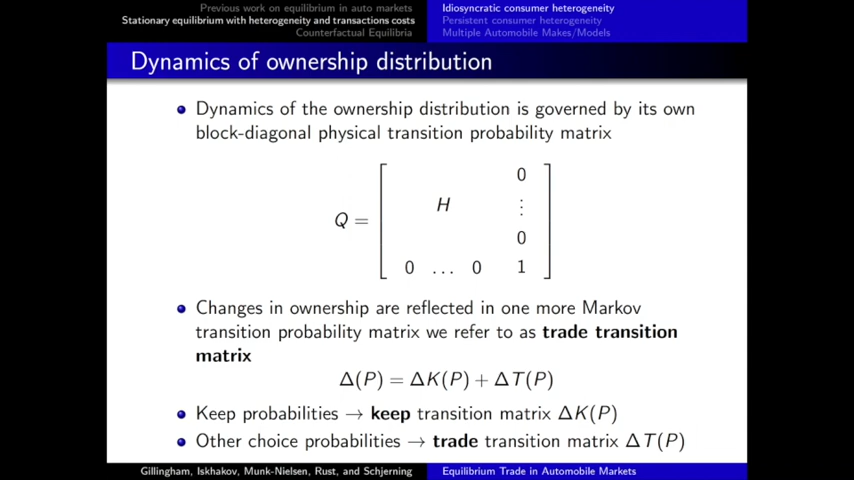 Previous work on equilibrium in auto markets
Stationary equilibrium with heterogeneity and transactions costs
Counterfactual Equilibria
Idiosyncratic consumer heterogeneity
Persistent consumer heterogeneity
Multiple Automobile Makes/Models
Dynamics of ownership distribution
Dynamics of the ownership distribution is governed by its own
block-diagonal physical transition probability matrix
0
H ⋮
Q =
0
0 ... 0 1
Changes in ownership are reflected in one more Markov
transition probability matrix we refer to as trade transition
matrix
Δ(P) = ΔK(P) + ΔT(P)
Keep probabilities → keep transition matrix ΔK(P)
Other choice probabilities → trade transition matrix ΔT(P)
Gillingham, Iskhakov, Munk-Nielsen, Rust, and Schjerning
Equilibrium Trade in Automobile Markets